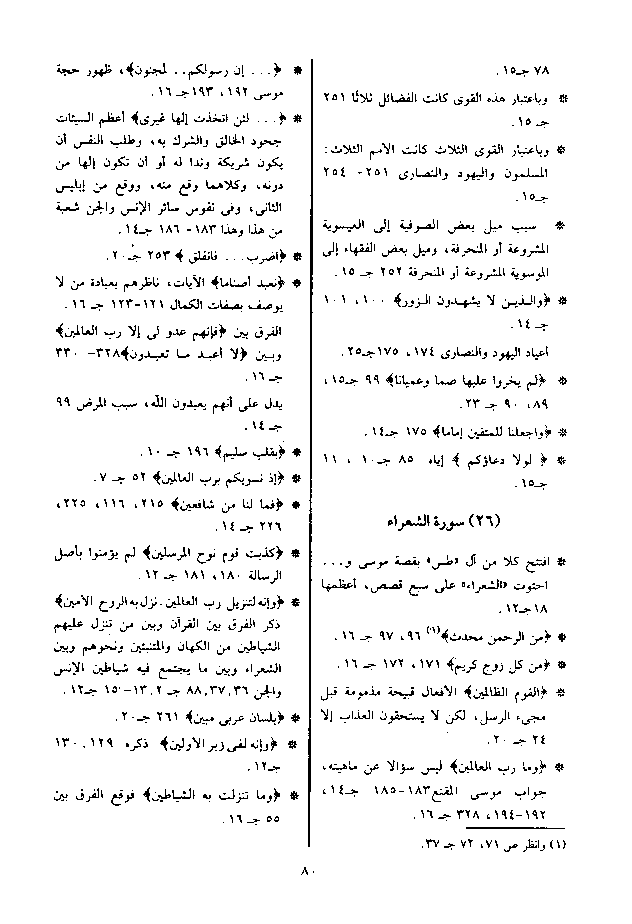 ٧٨ جـ١٥ .
* وباعتبار هذه القوى كانت الفضائل ثلاثا ٢٥١
جـ ١٥ .
* وباعتبار القوى الثلاث كانت الأمم الثلاث :
المسلمون واليهود والنصارى ٢٥١- ٢٥٤
جـ١٥ .
* سبب ميل بعض الصوفية إلى العيسوية
المشروعة أو المنحرفة، وميل بعض الفقهاء إلى
الموسوية المشروعة أو المنحرفة ٢٥٢ جـ ١٥ .
* ﴿والذين لا يشهدون الزور﴾ ١٠٠، ١٠١
جـ ١٤ .
أعياد اليهود والنصارى ١٧٤، ١٧٥جـ٢٥ .
* ﴿لم يخروا عليها صما وعميانا﴾ ٩٩ جـ١٥،
٨٩، ٩٠ جـ ٢٣ .
* ﴿واجعلنا للمتقين إماما﴾ ١٧٥ جـ١٤ .
* ﴿ لولا دعاؤكم ﴾ إياه ٨٥ جـ١٠ ، ١١
جـ١٥ .
(٢٦) سورة الشعراء
* افتتح كلا من آل «طس» بقصة موسى و...
احتوت «الشعراء» على سبع قصص، أعظمها
١٨ جـ١٢ .
* ﴿من الرحمن محدث﴾(١) ٩٦، ٩٧ جـ ١٦ .
* ﴿من كل زوج كريم﴾ ١٧١، ١٧٢ جـ ١٦ .
* ﴿القوم الظالمين﴾ الأفعال قبيحة مذمومة قبل
مجىء الرسل، لكن لا يستحقون العذاب إلا
٢٤ جـ ٢٠ .
* ﴿وما رب العالمين﴾ ليس سؤالا عن ماهيته،
جواب موسى المقنع ١٨٣-١٨٥ جـ١٤،
١٩٢-١٩٤، ٣٢٨ جـ ١٦ .
(١) وانظر ص ٧١، ٧٢ جـ ٣٧.
* ﴿... إن رسولكم.. لمجنون﴾، ظهور حجة
موسى ١٩٢، ١٩٣ جـ ١٦ .
* ﴿... لئن اتخذت إلها غيرى﴾ أعظم السيئات
جحود الخالق والشرك به، وطلب النفس أن
يكون شريكة وندا له أو أن تكون إلها من
دونه، وكلاهما وقع منه، ووقع من إبليس
الثانى، وفى نفوس سائر الإنس والجن شعبة
من هذا وهذا ١٨٣- ١٨٦ جـ١٤ .
* ﴿اضرب... فانفلق ﴾ ٢٥٣ جـ ٢٠ .
* ﴿نعبد أصناما﴾ الآيات، ناظرهم بعبادة من لا
يوصف بصفات الكمال ١٢١-١٢٣ جـ ١٦ .
الفرق بين ﴿فإنهم عدو لى إلا رب العالمين﴾
وبين ﴿لا أعبد ما تعبدون﴾٣٢٨- ٣٣٠
جـ ١٦ .
يدل على أنهم يعبدون الله، سبب المرض ٩٩
جـ ١٤ .
* ﴿بقلب سليم﴾ ١٩٦ جـ ١٠ .
* ﴿إذ نسويكم برب العالمين﴾ ٥٢ جـ ٧ .
* ﴿فما لنا من شافعين﴾ ٢١٥، ١١٦، ٢٢٥،
٢٢٦ جـ ١٤ .
* ﴿كذبت قوم نوح المرسلين﴾ لم يؤمنوا بأصل
الرسالة ١٨٠، ١٨١ جـ ١٢ .
* ﴿وإنه لتنزيل رب العالمين. نزل به الروح الأمين﴾
ذكر الفرق بين القرآن وبين من تنزل عليهم
الشياطين من الكهان والمتنبئين ونحوهم وبين
الشعراء وبين ما يجتمع فيه شياطين الإنس
والجن ٣٦، ٣٧، ٨٨ جـ ٢، ١٣-١٥٠ جـ١٢ .
* ﴿بلسان عربى مبين﴾ ٢٦١ جـ٢٠ .
* ﴿وإنه لفى زبر الأولين﴾ ذكره ١٢٩، ١٣٠
جـ١٢ .
* ﴿وما تنزلت به الشياطين﴾ فوقع الفرق بين
٥٥ جـ ١٦ .
٨٠